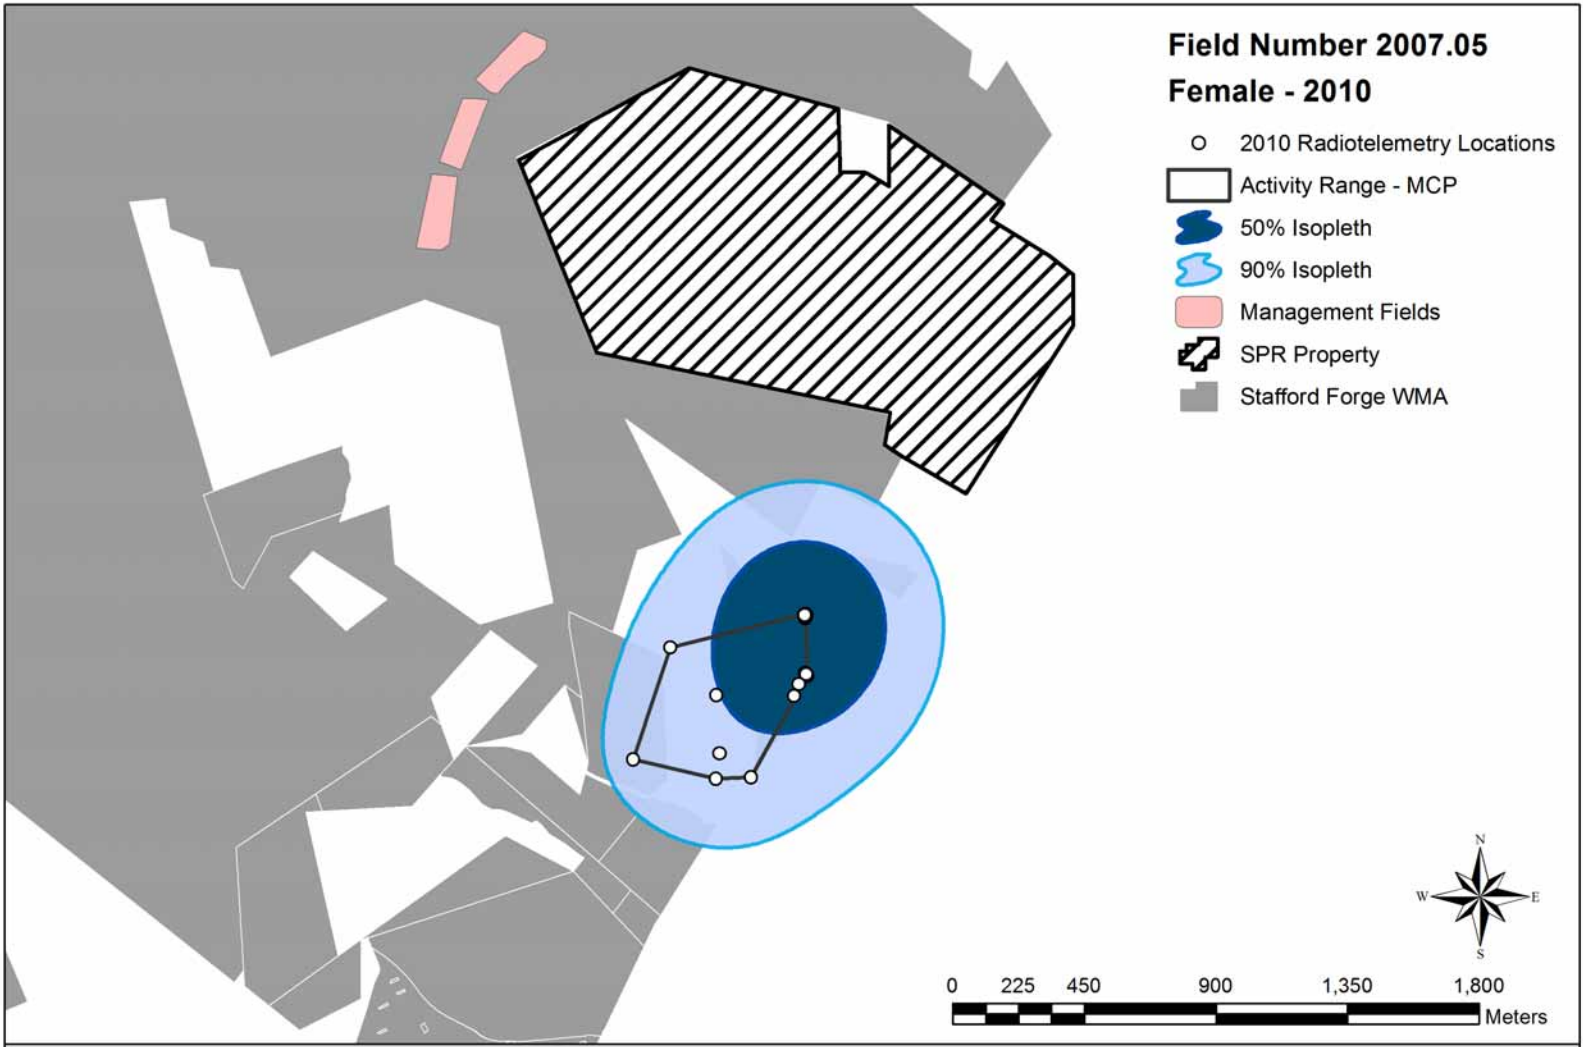 Field Number 2007.05
Female - 2010
2010 Radiotelemetry Locations
Activity Range - MCP
50% Isopleth
90% Isopleth
Management Fields
SPR Property
Stafford Forge WMA
N
W E
S
0 225 450 900 1,350 1,800
Meters